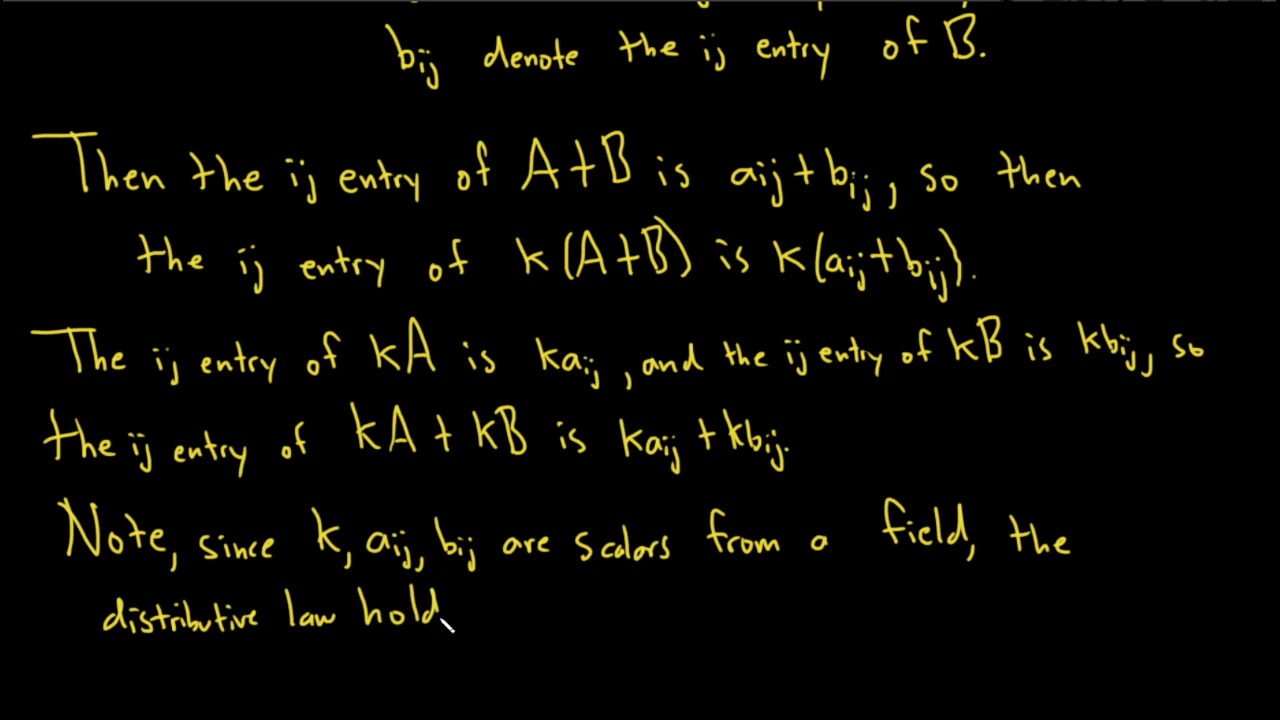 bij denote the ij entry of B.
Then the ij entry of A+B is aij + bij, so then
the ij entry of k(A+B) is k(aij + bij).
The ij entry of kA is kaij, and the ij entry of kB is kbij, so
the ij entry of kA + kB is kaij + kbij.
Note, since k, aij, bij are scalars from a field, the
distributive law hold